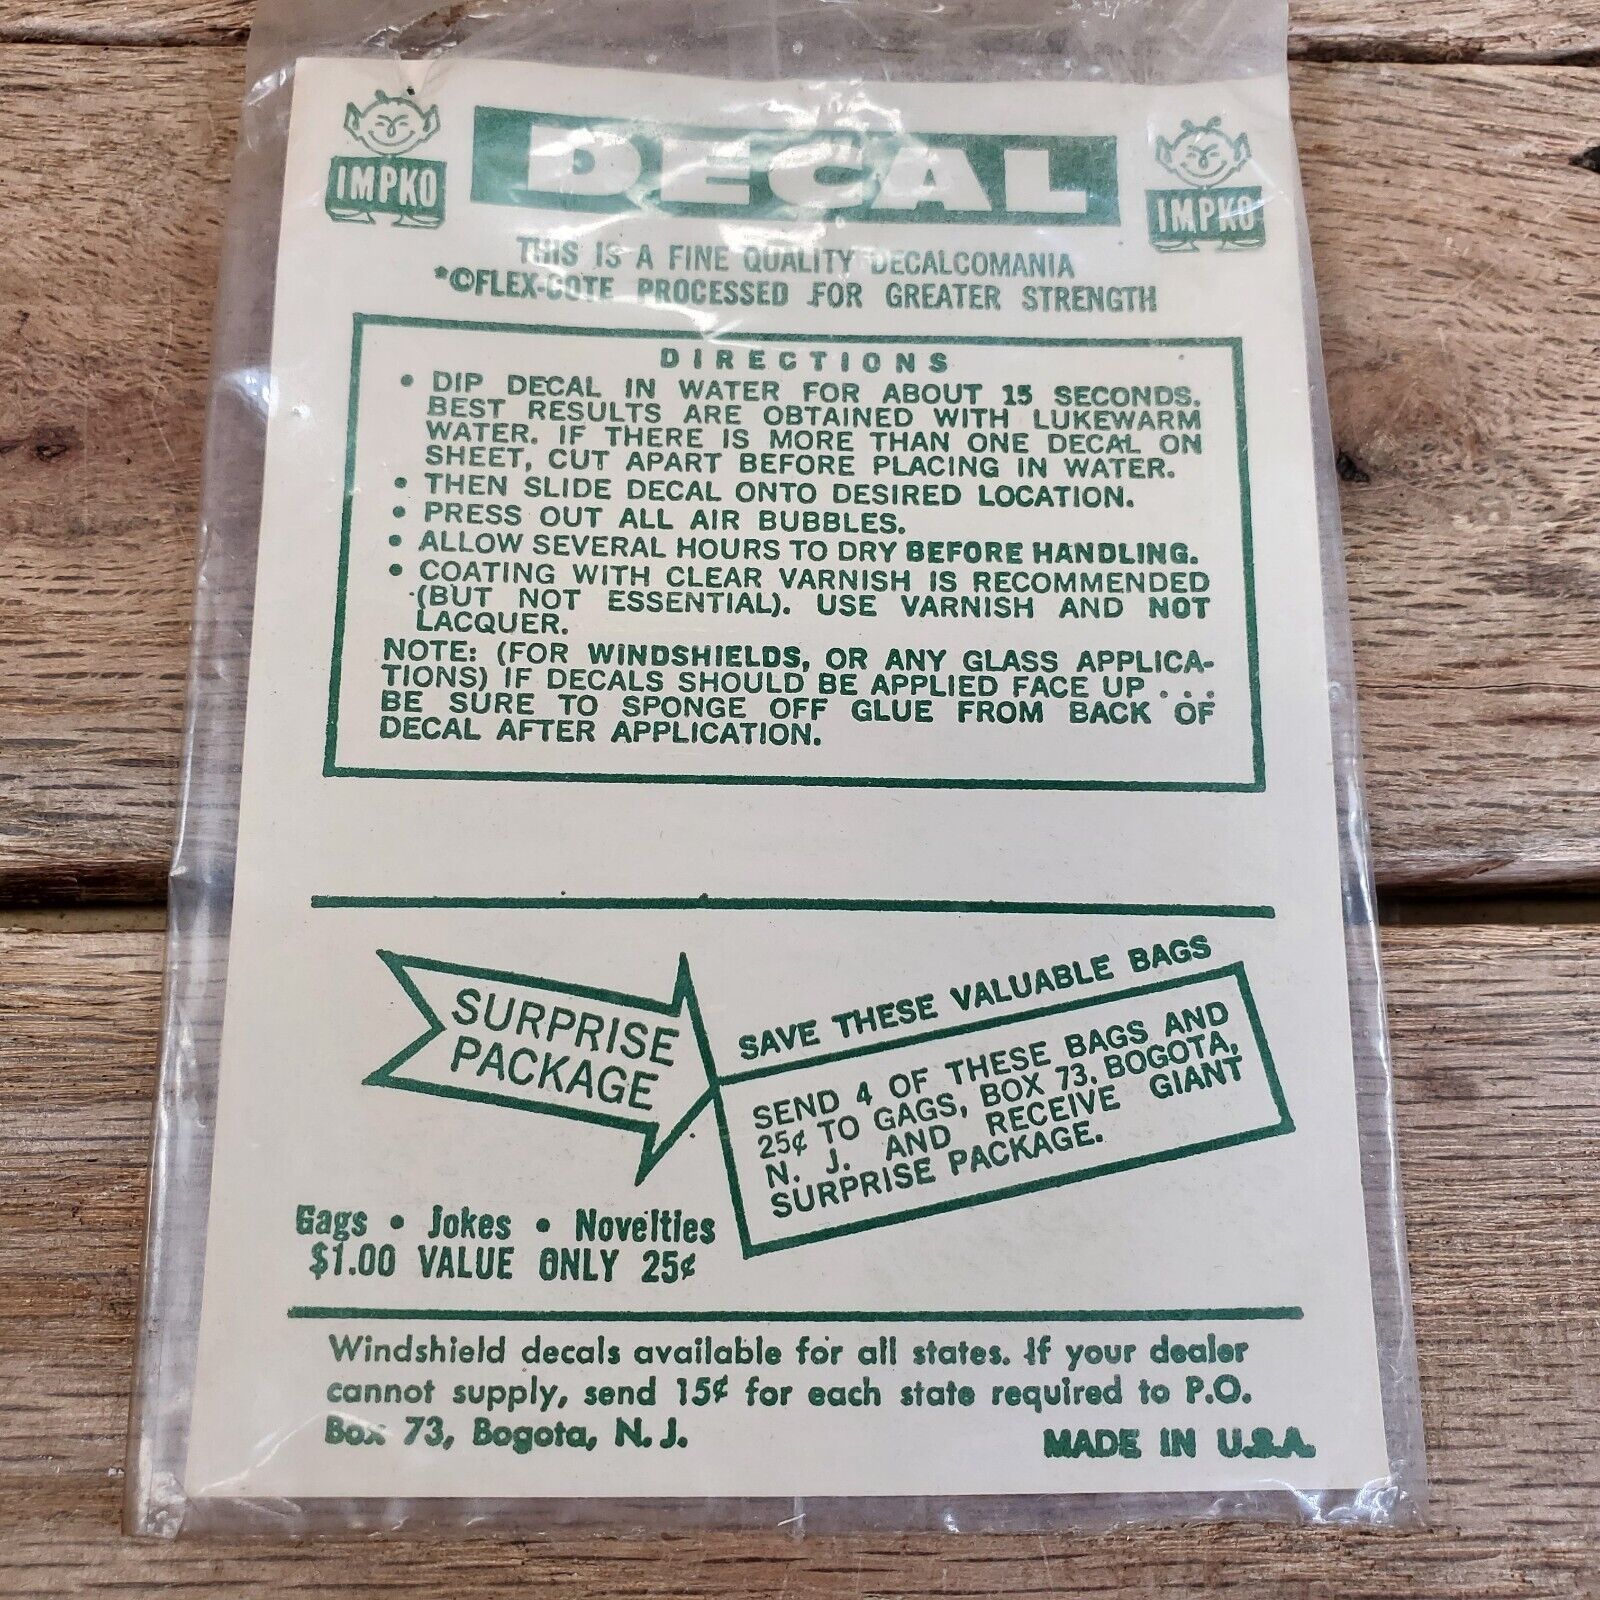 IMPKO
DECAL
IMPKO
THIS IS A FINE QUALITY DECALCOMANIA
*©FLEX-COTE PROCESSED FOR GREATER STRENGTH
DIRECTIONS
• DIP DECAL IN WATER FOR ABOUT 15 SECONDS.
BEST RESULTS ARE OBTAINED WITH LUKEWARM
WATER. IF THERE IS MORE THAN ONE DECAL ON
SHEET, CUT APART BEFORE PLACING IN WATER.
• THEN SLIDE DECAL ONTO DESIRED LOCATION.
• PRESS OUT ALL AIR BUBBLES.
• ALLOW SEVERAL HOURS TO DRY BEFORE HANDLING.
• COATING WITH CLEAR VARNISH IS RECOMMENDED
(BUT NOT ESSENTIAL). USE VARNISH AND NOT
LACQUER.
NOTE: (FOR WINDSHIELDS, OR ANY GLASS APPLICA-
TIONS) IF DECALS SHOULD BE APPLIED FACE UP . . .
BE SURE TO SPONGE OFF GLUE FROM BACK OF
DECAL AFTER APPLICATION.
SURPRISE
PACKAGE
SAVE THESE VALUABLE BAGS
SEND 4 OF THESE BAGS AND
25¢ TO GAGS, BOX 73, BOGOTA,
N. J. AND RECEIVE GIANT
SURPRISE PACKAGE.
Gags • Jokes • Novelties
$1.00 VALUE ONLY 25¢
Windshield decals available for all states. If your dealer
cannot supply, send 15¢ for each state required to P.O.
Box 73, Bogota, N. J.
MADE IN U.S.A.